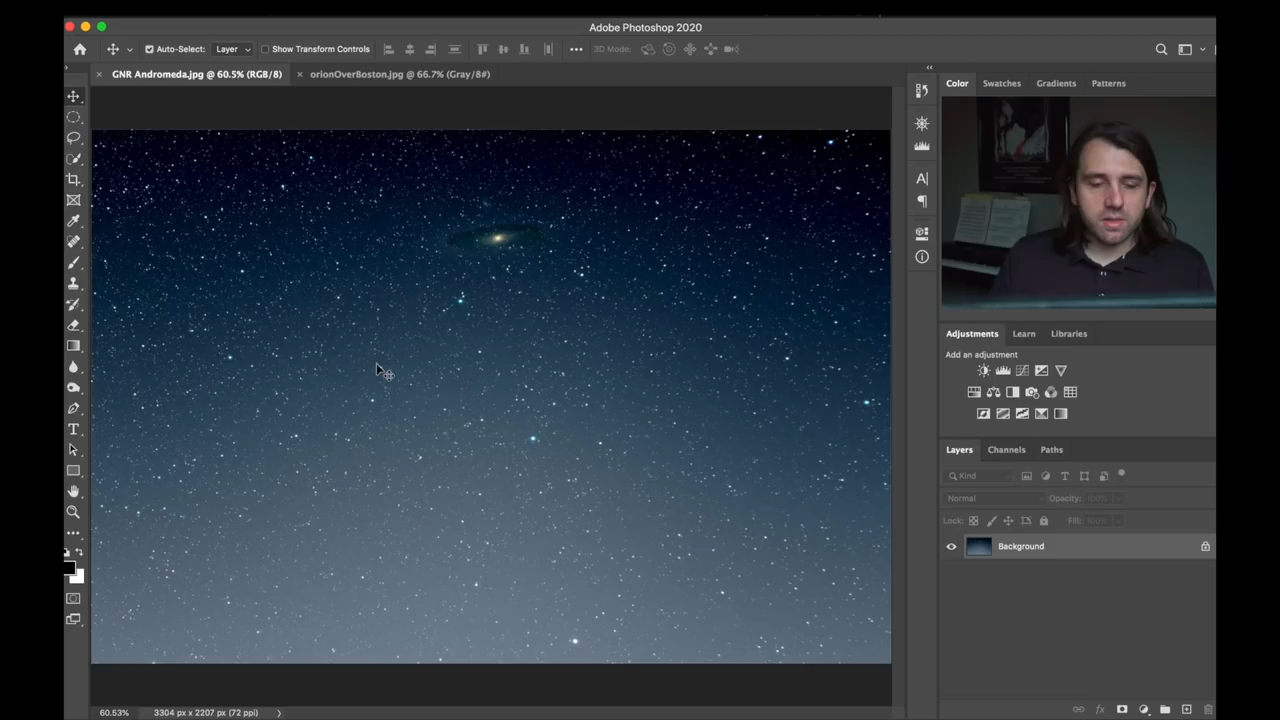 Adobe Photoshop 2020
Auto-Select: Layer Show Transform Controls 3D Mode:
GNR Andromeda.jpg @ 60.5% (RGB/8) orionOverBoston.jpg @ 66.7% (Gray/8#)
Color Swatches Gradients Patterns
Adjustments Learn Libraries
Add an adjustment
Layers Channels Paths
Kind
Normal Opacity: 100%
Lock: Fill: 100%
Background
60.53% 3304 px x 2207 px (72 ppi)